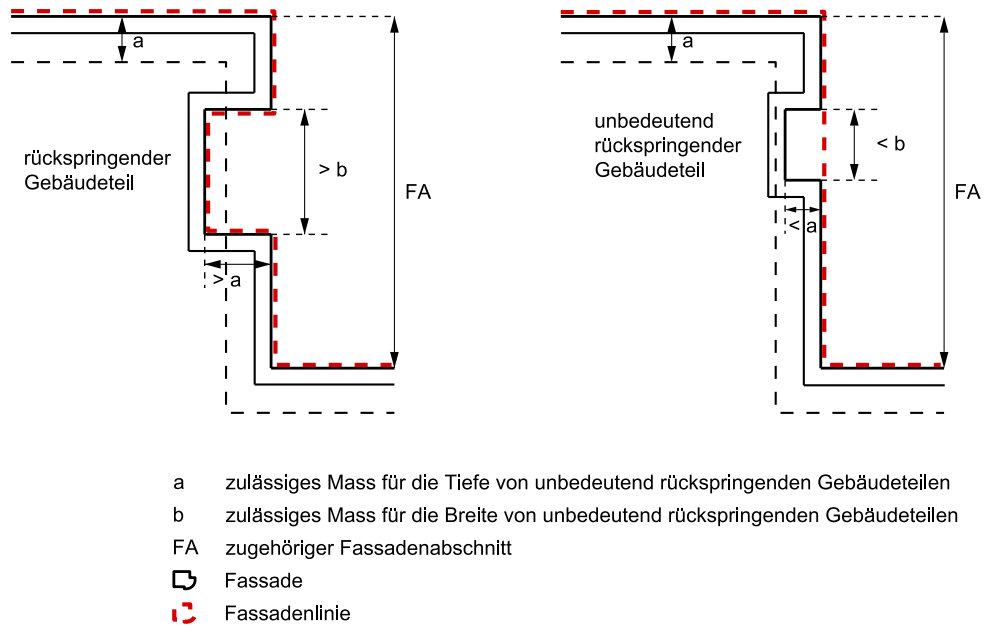 a
rückspringender
Gebäudeteil
> b
FA
> a
a
unbedeutend
rückspringender
Gebäudeteil
< b
FA
< a
a zulässiges Mass für die Tiefe von unbedeutend rückspringenden Gebäudeteilen
b zulässiges Mass für die Breite von unbedeutend rückspringenden Gebäudeteilen
FA zugehöriger Fassadenabschnitt
Fassade
Fassadenlinie